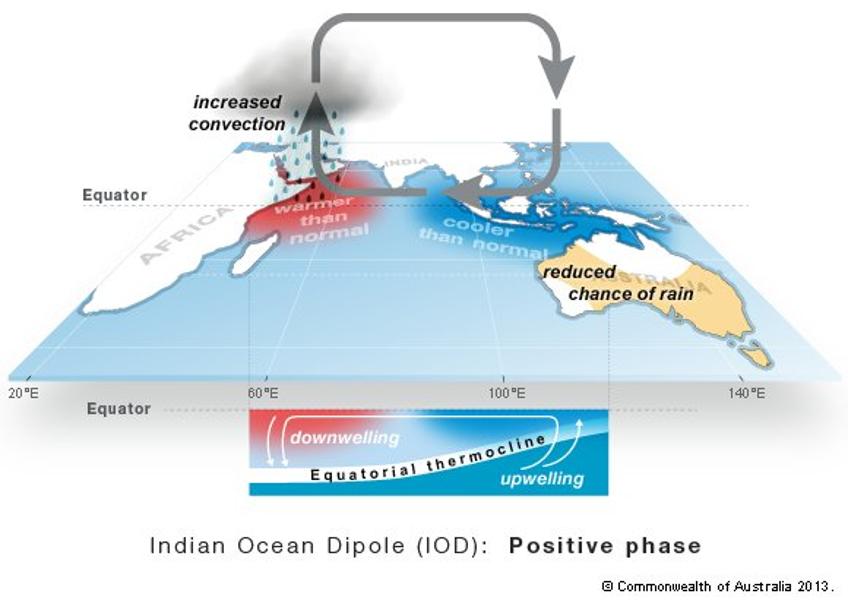 increased
convection
INDIA
Equator
AFRICA
warmer
than
normal
cooler
than normal
AUSTRALIA
reduced
chance of rain
20°E
60°E
100°E
140°E
Equator
downwelling
Equatorial thermocline
upwelling
Indian Ocean Dipole (IOD): Positive phase
© Commonwealth of Australia 2013.